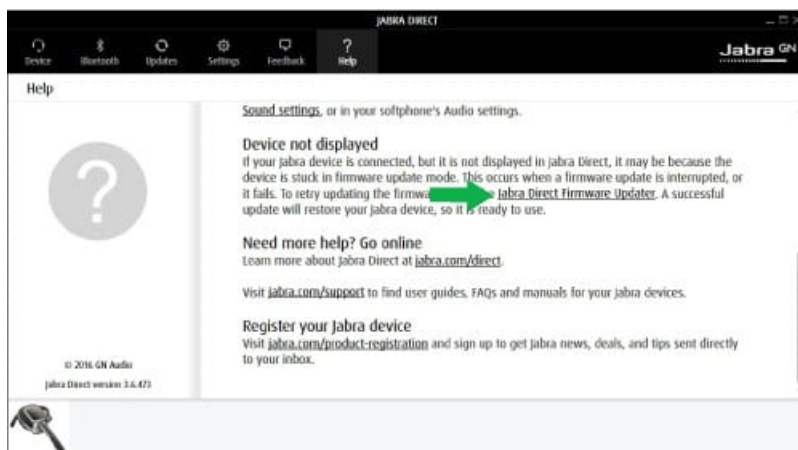 JABRA DIRECT
Device Bluetooth Updates Settings Feedback Help
Jabra GN
Help
Sound settings, or in your softphone's Audio settings.
Device not displayed
If your Jabra device is connected, but it is not displayed in Jabra Direct, it may be because the
device is stuck in firmware update mode. This occurs when a firmware update is interrupted, or
it fails. To retry updating the Jabra Direct Firmware Updater. A successful
update will restore your Jabra device, so it is ready to use.
Need more help? Go online
Learn more about Jabra Direct at jabra.com/direct.
Visit jabra.com/support to find user guides, FAQs and manuals for your Jabra devices.
Register your Jabra device
Visit jabra.com/product-registration and sign up to get Jabra news, deals, and tips sent directly
to your inbox.
© 2016 GN Audio
Jabra Direct version 3.6.473